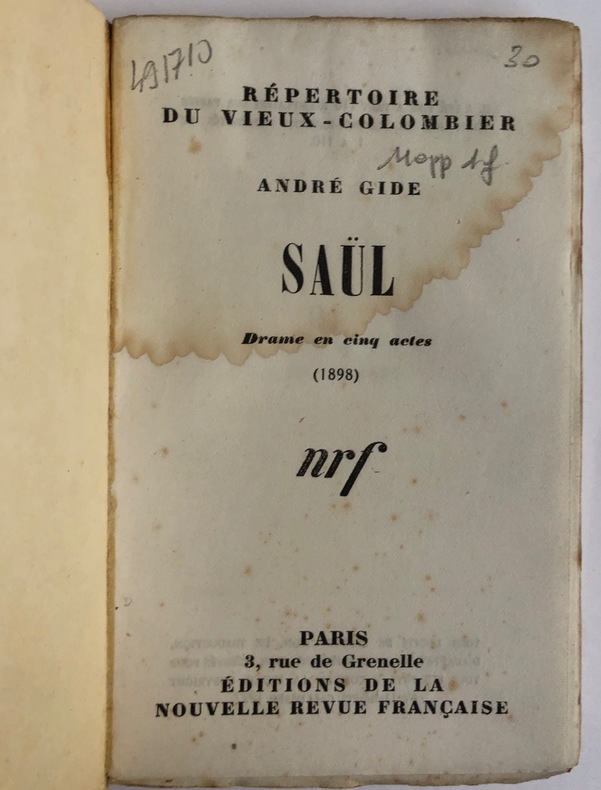 30
RÉPERTOIRE
DU VIEUX-COLOMBIER
ANDRÉ GIDE
SAÜL
Drame en cinq actes
(1898)
nrf
PARIS
3, rue de Grenelle
ÉDITIONS DE LA
NOUVELLE REVUE FRANÇAISE